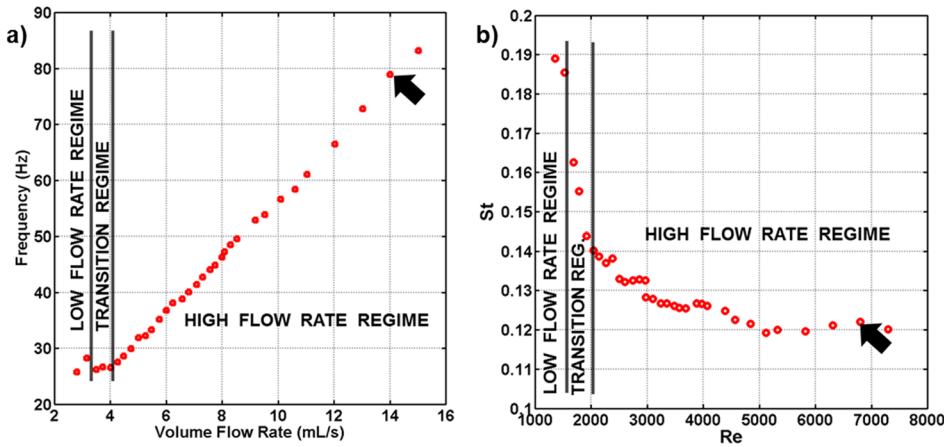 a)
90
80
70
60
50
40
30
20
Frequency (Hz)
LOW FLOW RATE REGIME
TRANSITION REGIME
HIGH FLOW RATE REGIME
2 4 6 8 10 12 14 16
Volume Flow Rate (mL/s)
b)
0.2
0.19
0.18
0.17
0.16
0.15
0.14
0.13
0.12
0.11
0.1
St
LOW FLOW RATE REGIME
TRANSITION REG.
HIGH FLOW RATE REGIME
1000 2000 3000 4000 5000 6000 7000 8000
Re